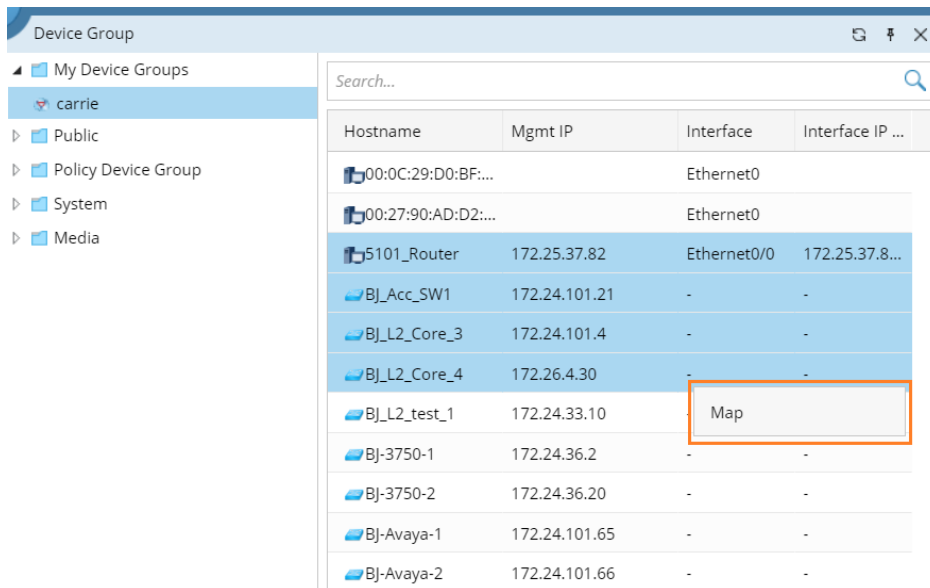 Device Group
My Device Groups
carrie
Public
Policy Device Group
System
Media
Search...
Hostname Mgmt IP Interface Interface IP ...
00:0C:29:D0:BF:... Ethernet0
00:27:90:AD:D2:... Ethernet0
5101_Router 172.25.37.82 Ethernet0/0 172.25.37.8...
BJ_Acc_SW1 172.24.101.21 - -
BJ_L2_Core_3 172.24.101.4 - -
BJ_L2_Core_4 172.26.4.30 - -
BJ_L2_test_1 172.24.33.10 -
Map
BJ-3750-1 172.24.36.2 - -
BJ-3750-2 172.24.36.20 - -
BJ-Avaya-1 172.24.101.65 - -
BJ-Avaya-2 172.24.101.66 - -